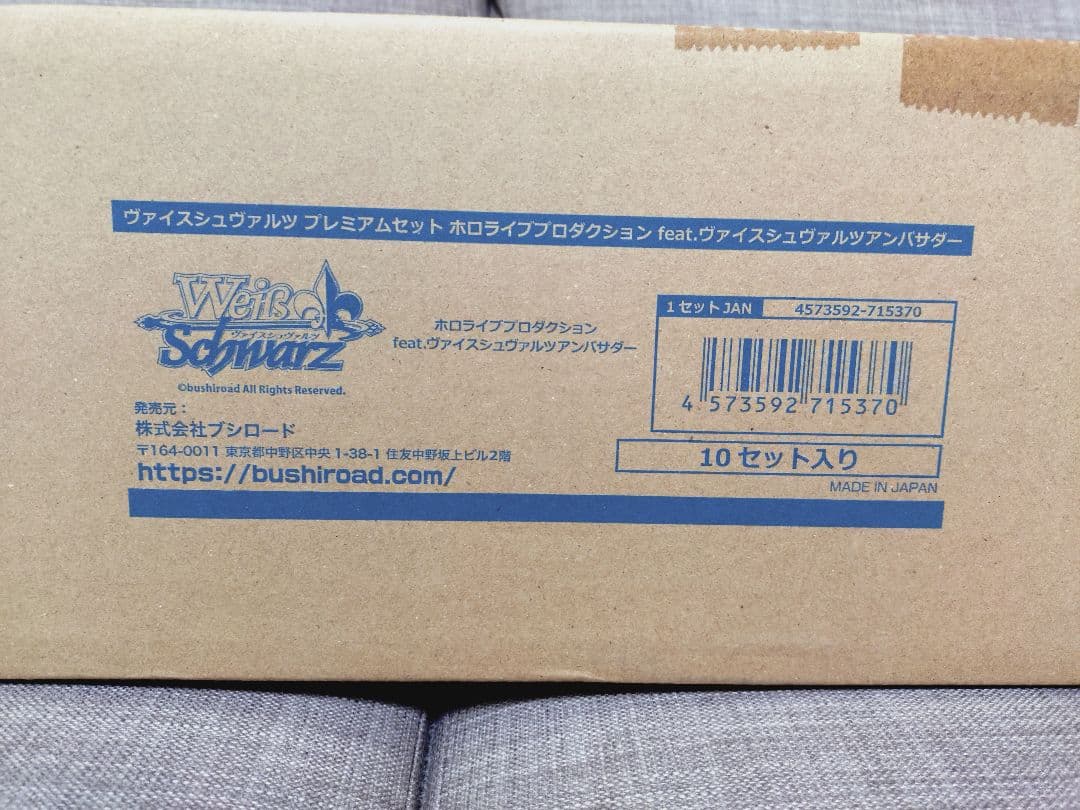 ヴァイスシュヴァルツ プレミアムセット ホロライブプロダクション feat.ヴァイスシュヴァルツアンバサダー
Weiß
ヴァイスシュヴァルツ
Schwarz
©bushiroad All Rights Reserved.
ホロライブプロダクション
feat.ヴァイスシュヴァルツアンバサダー
1セットJAN 4573592-715370
4 573592 715370
10セット入り
MADE IN JAPAN
発売元：
株式会社ブシロード
〒164-0011 東京都中野区中央 1-38-1 住友中野坂上ビル2階
https://bushiroad.com/